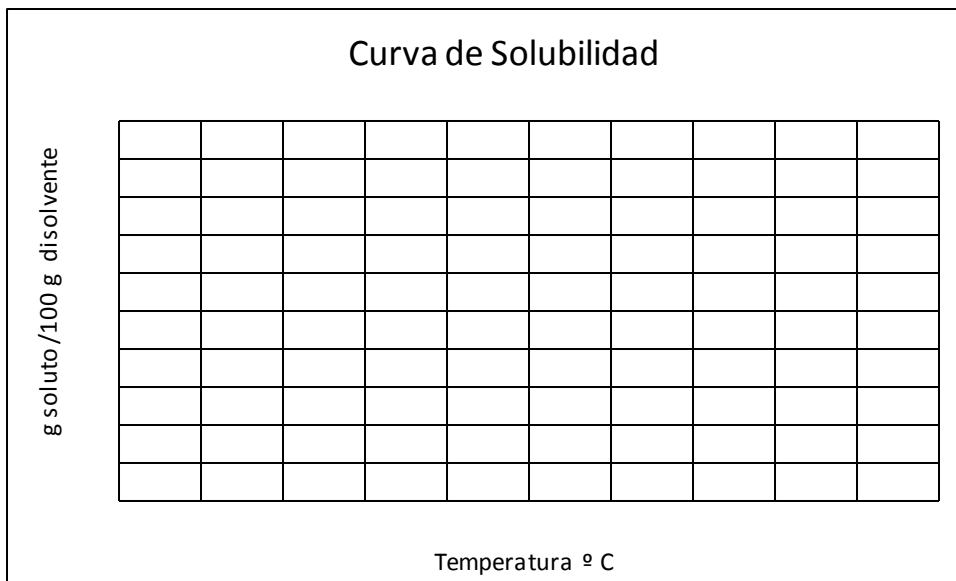 Curva de Solubilidad
g soluto /100 g disolvente
Temperatura º C